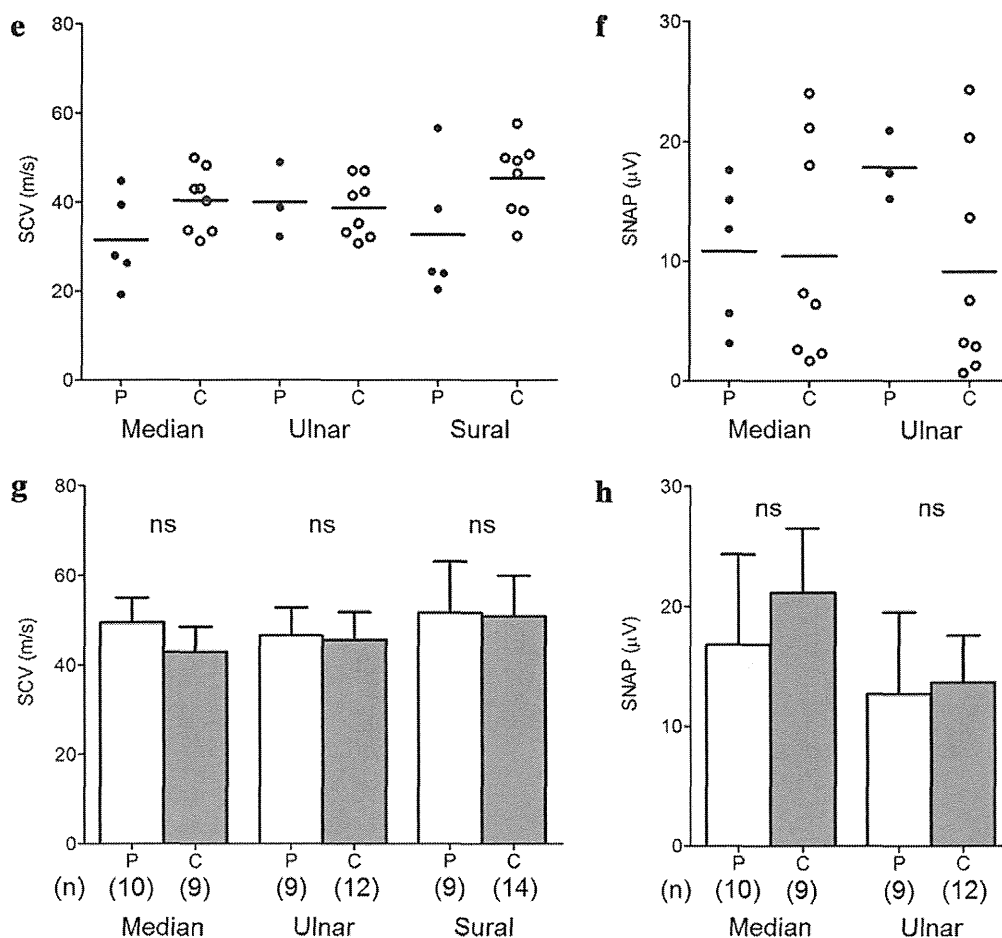 e
80
60
40
20
0
SCV (m/s)
P C P C P C
Median Ulnar Sural
f
30
20
10
0
SNAP (μV)
P C P C
Median Ulnar
g
80
60
40
20
0
SCV (m/s)
ns ns ns
P C P C P C
(n) (10) (9) (9) (12) (9) (14)
Median Ulnar Sural
h
30
20
10
0
SNAP (μV)
ns ns
P C P C
(n) (10) (9) (9) (12)
Median Ulnar